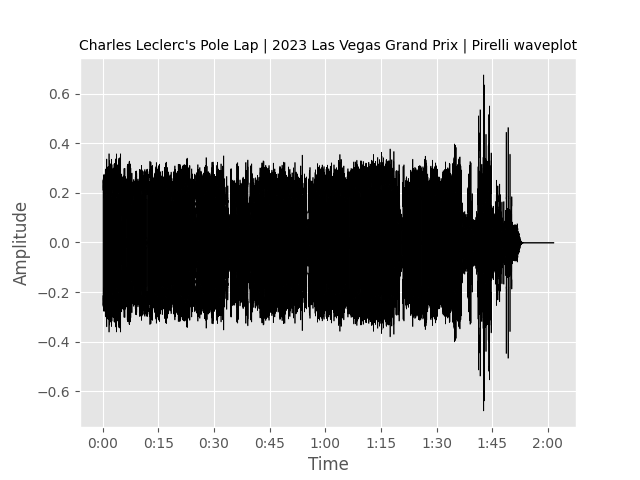 Charles Leclerc's Pole Lap | 2023 Las Vegas Grand Prix | Pirelli waveplot
0.6
0.4
0.2
0.0
−0.2
−0.4
−0.6
Amplitude
0:00 0:15 0:30 0:45 1:00 1:15 1:30 1:45 2:00
Time